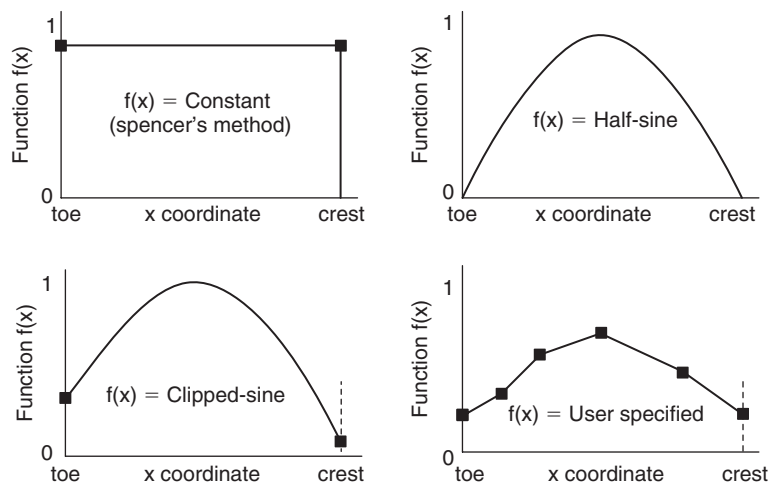 1
Function f(x)
f(x) = Constant
(spencer's method)
0
toe
x coordinate
crest
1
Function f(x)
f(x) = Half-sine
0
toe
x coordinate
crest
1
Function f(x)
f(x) = Clipped-sine
0
toe
x coordinate
crest
1
Function f(x)
f(x) = User specified
0
toe
x coordinate
crest